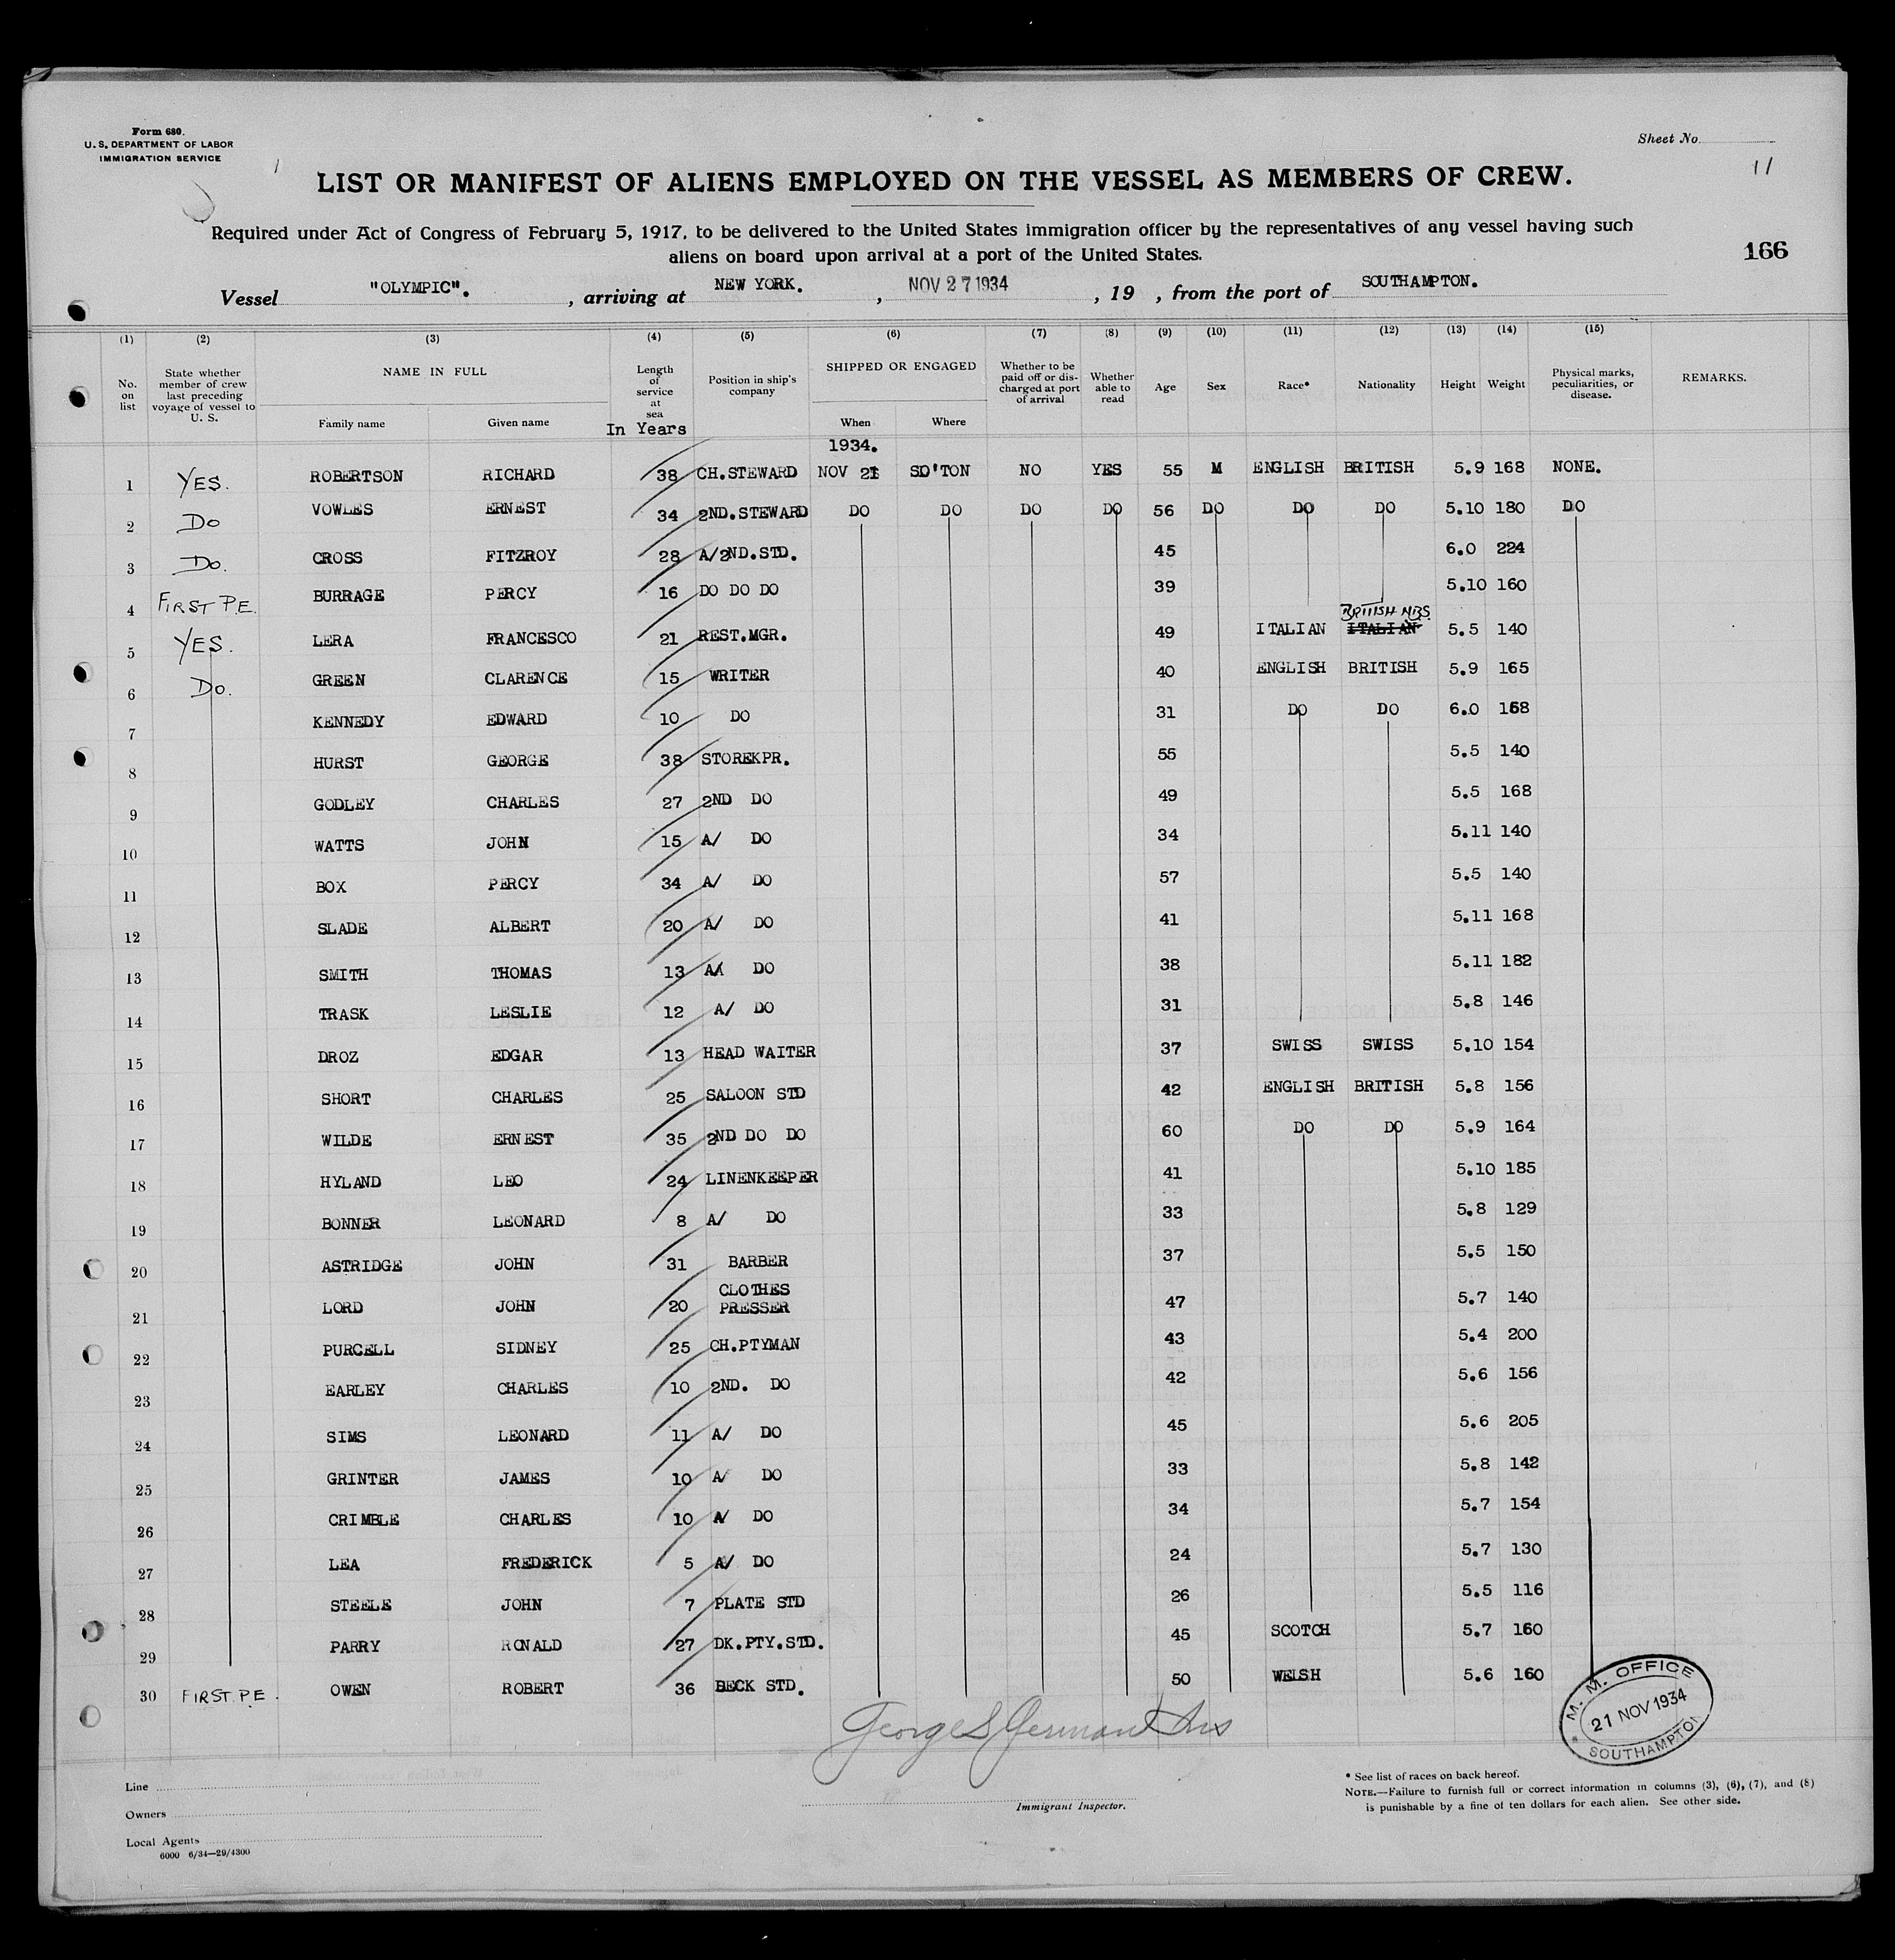 Form 680.
U. S. DEPARTMENT OF LABOR
IMMIGRATION SERVICE
Sheet No.
11
LIST OR MANIFEST OF ALIENS EMPLOYED ON THE VESSEL AS MEMBERS OF CREW.
Required under Act of Congress of February 5, 1917, to be delivered to the United States immigration officer by the representatives of any vessel having such
aliens on board upon arrival at a port of the United States.
166
Vessel "OLYMPIC". , arriving at NEW YORK. , NOV 27 1934 , 19 , from the port of SOUTHAMPTON.
(1) (2) (3) (4) (5) (6) (7) (8) (9) (10) (11) (12) (13) (14) (15)
No. on list State whether member of crew last preceding voyage of vessel to U. S. NAME IN FULL Family name Given name Length of service at sea In Years Position in ship's company SHIPPED OR ENGAGED When Where Whether to be paid off or discharged at port of arrival Whether able to read Age Sex Race* Nationality Height Weight Physical marks, peculiarities, or disease. REMARKS.
1934.
1 YES. ROBERTSON RICHARD 38 CH.STEWARD NOV 21 SO'TON NO YES 55 M ENGLISH BRITISH 5.9 168 NONE.
2 Do VOWLES ERNEST 34 2ND.STEWARD DO DO DO DO 56 DO DO DO 5.10 180 DO
3 Do. CROSS FITZROY 28 A/2ND.STD. 45 6.0 224
4 FIRST P.E. BURRAGE PERCY 16 DO DO DO 39 5.10 160
BRITISH NBS.
5 YES. LERA FRANCESCO 21 REST.MGR. 49 ITALIAN ITALIAN 5.5 140
6 Do. GREEN CLARENCE 15 WRITER 40 ENGLISH BRITISH 5.9 165
7 KENNEDY EDWARD 10 DO 31 DO DO 6.0 168
8 HURST GEORGE 38 STOREKPR. 55 5.5 140
9 GODLEY CHARLES 27 2ND DO 49 5.5 168
10 WATTS JOHN 15 A/ DO 34 5.11 140
11 BOX PERCY 34 A/ DO 57 5.5 140
12 SLADE ALBERT 20 A/ DO 41 5.11 168
13 SMITH THOMAS 13 A/ DO 38 5.11 182
14 TRASK LESLIE 12 A/ DO 31 5.8 146
15 DROZ EDGAR 13 HEAD WAITER 37 SWISS SWISS 5.10 154
16 SHORT CHARLES 25 SALOON STD 42 ENGLISH BRITISH 5.8 156
17 WILDE ERNEST 35 2ND DO DO 60 DO DO 5.9 164
18 HYLAND LEO 24 LINENKEEPER 41 5.10 185
19 BONNER LEONARD 8 A/ DO 33 5.8 129
20 ASTRIDGE JOHN 31 BARBER 37 5.5 150
21 LORD JOHN 20 CLOTHES PRESSER 47 5.7 140
22 PURCELL SIDNEY 25 CH.PTYMAN 43 5.4 200
23 EARLEY CHARLES 10 2ND. DO 42 5.6 156
24 SIMS LEONARD 11 A/ DO 45 5.6 205
25 GRINTER JAMES 10 A/ DO 33 5.8 142
26 CRIMBLE CHARLES 10 A/ DO 34 5.7 154
27 LEA FREDERICK 5 A/ DO 24 5.7 130
28 STEELE JOHN 7 PLATE STD 26 5.5 116
29 PARRY RONALD 27 DK.PTY.STD. 45 SCOTCH 5.7 160
30 FIRST P.E. OWEN ROBERT 36 DECK STD. 50 WELSH 5.6 160
M. M. OFFICE
21 NOV 1934
SOUTHAMPTON
George S German Ins
Line
Owners
Local Agents
6000 6/34—29/4300
Immigrant Inspector.
* See list of races on back hereof.
NOTE.—Failure to furnish full or correct information in columns (3), (6), (7), and (8)
is punishable by a fine of ten dollars for each alien. See other side.